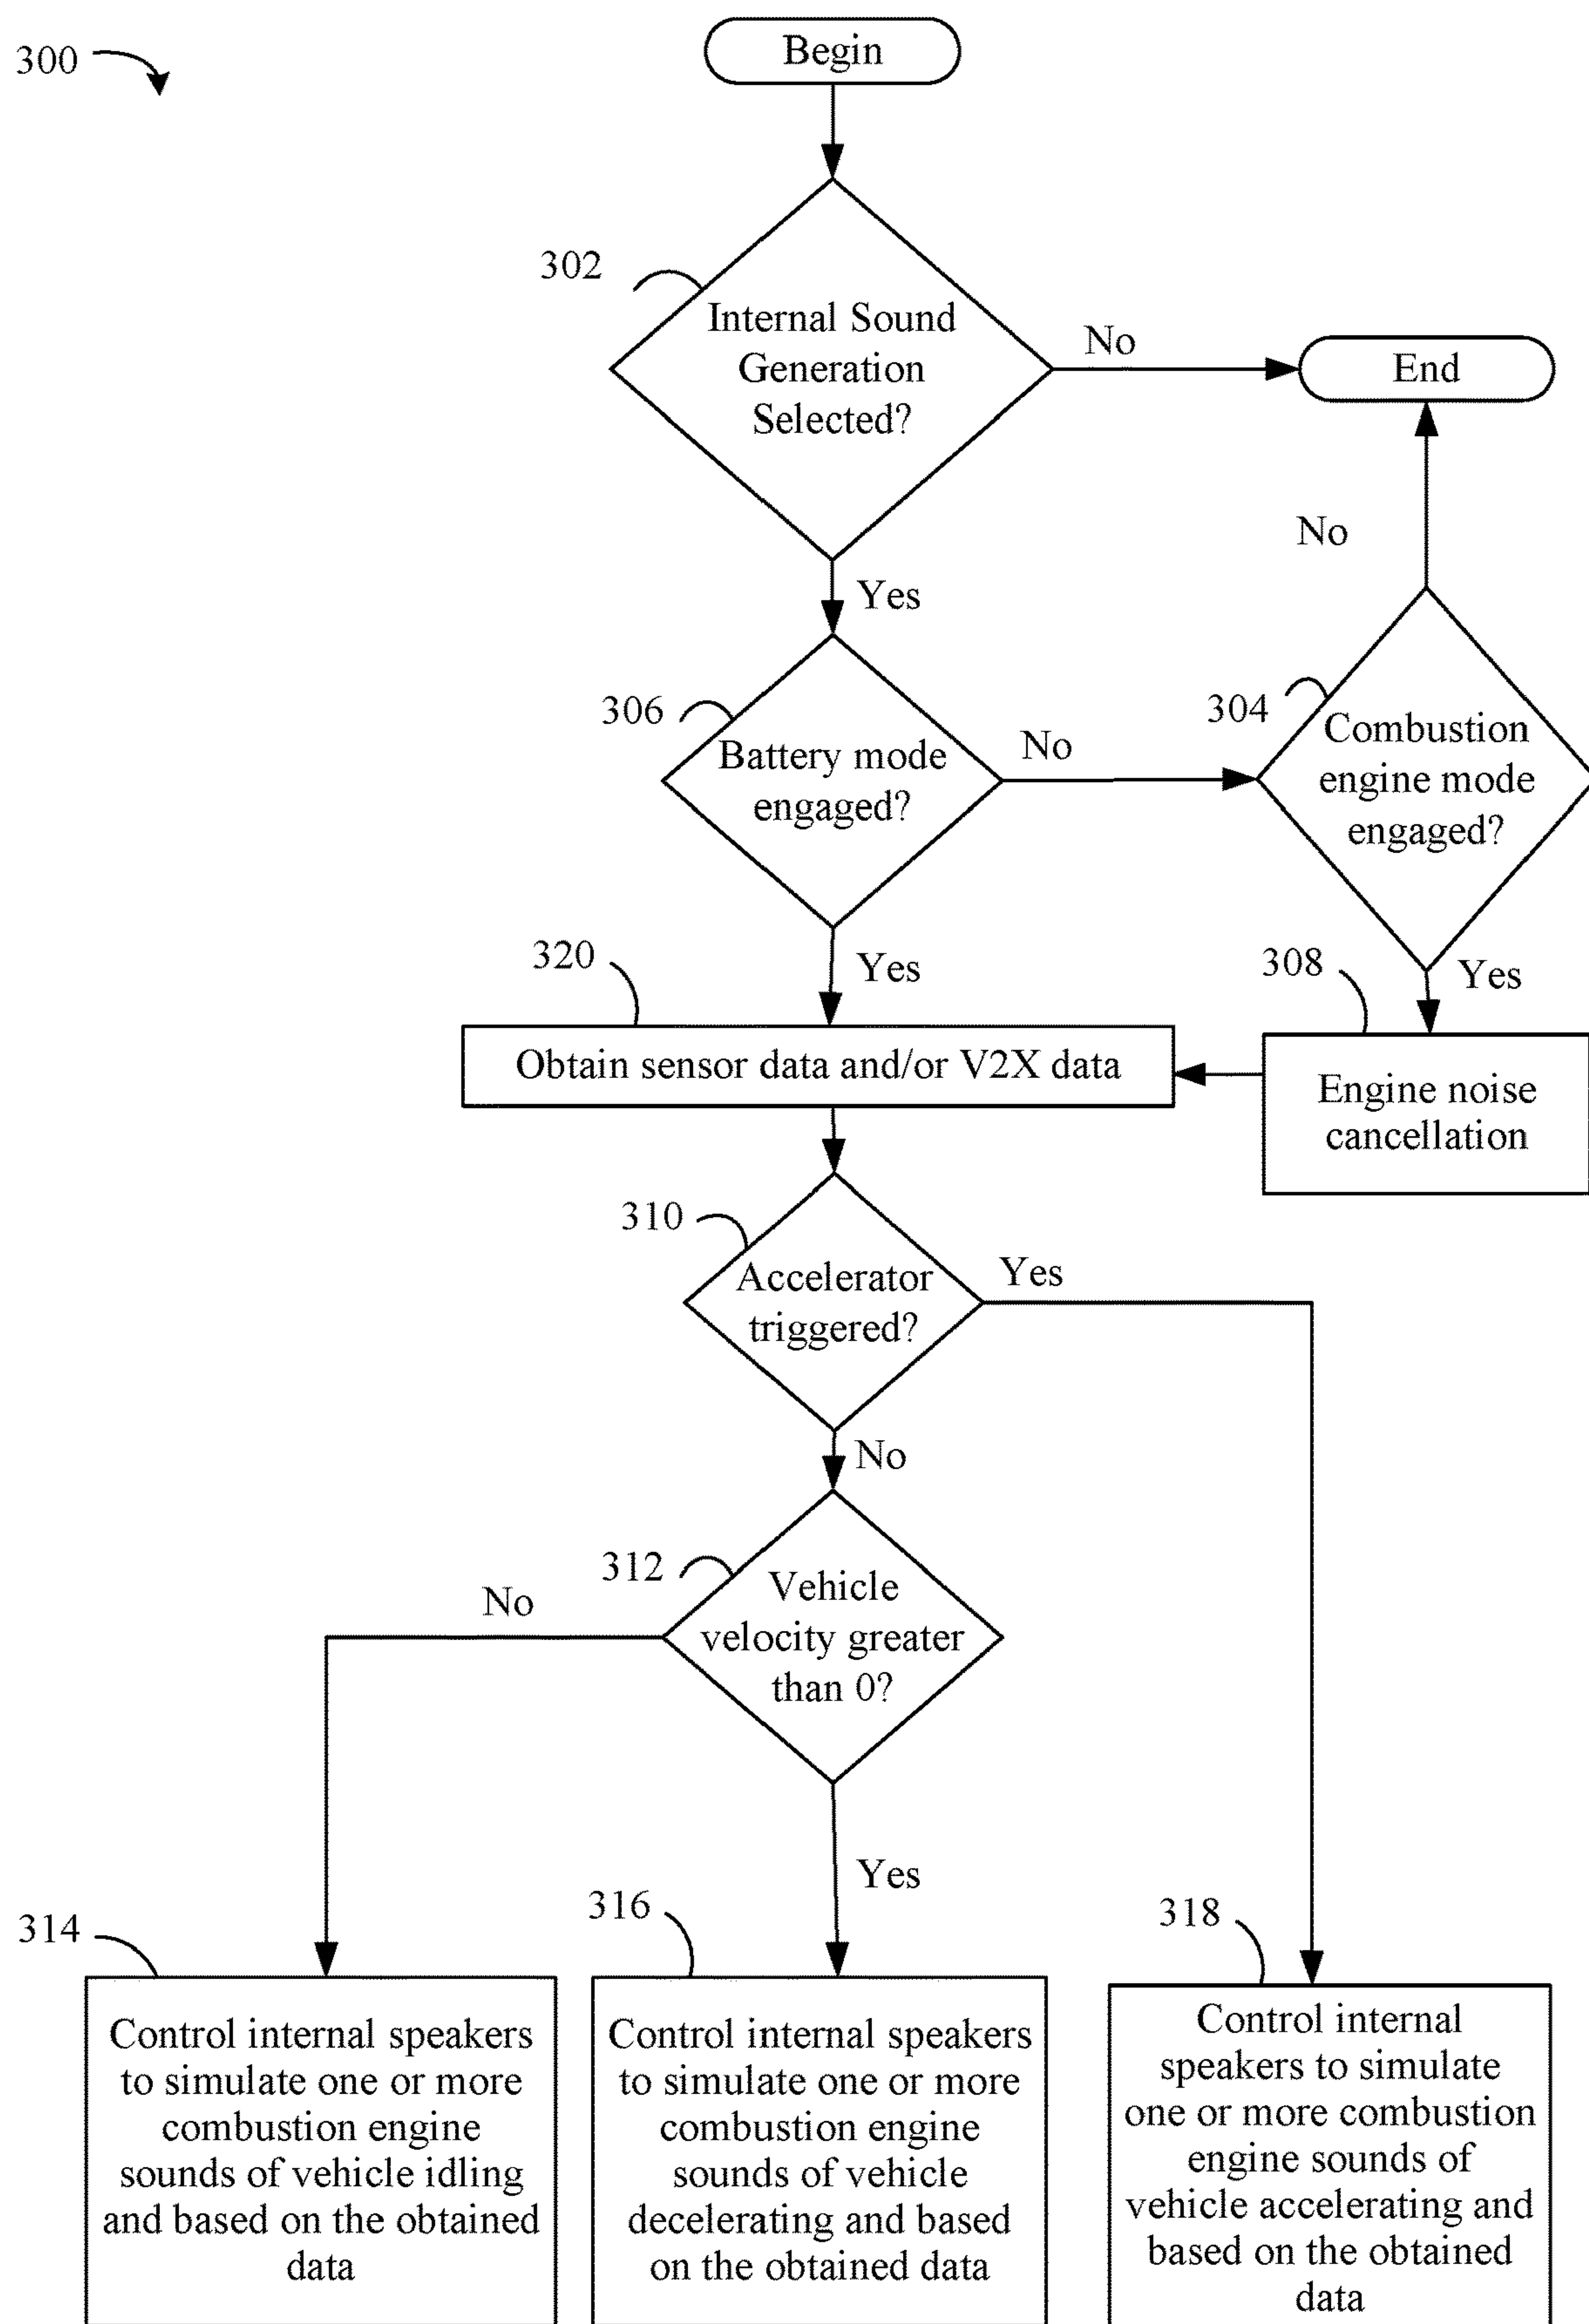 300
Begin
302
Internal Sound
Generation
Selected?
No
End
No
Yes
306
Battery mode
engaged?
No
304
Combustion
engine mode
engaged?
320
Yes
308
Yes
Obtain sensor data and/or V2X data
Engine noise
cancellation
310
Accelerator
triggered?
Yes
No
312
Vehicle
velocity greater
than 0?
No
Yes
314
Control internal speakers
to simulate one or more
combustion engine
sounds of vehicle idling
and based on the obtained
data
316
Control internal speakers
to simulate one or more
combustion engine
sounds of vehicle
decelerating and based
on the obtained data
318
Control internal
speakers to simulate
one or more combustion
engine sounds of
vehicle accelerating and
based on the obtained
data